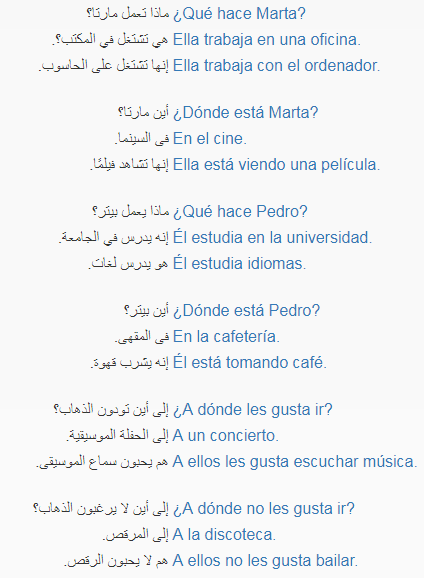 ماذا تعمل مارتا؟ ¿Qué hace Marta?
هي تشتغل في المكتب؟. Ella trabaja en una oficina.
إنها تشتغل على الحاسوب. Ella trabaja con el ordenador.
أين مارتا؟ ¿Dónde está Marta?
فى السينما. En el cine.
إنها تشاهد فيلمًا. Ella está viendo una película.
ماذا يعمل بيتر؟ ¿Qué hace Pedro?
إنه يدرس في الجامعة. Él estudia en la universidad.
هو يدرس لغات. Él estudia idiomas.
أين بيتر؟ ¿Dónde está Pedro?
فى المقهى. En la cafetería.
إنه يشرب قهوة. Él está tomando café.
إلى أين تودون الذهاب؟ ¿A dónde les gusta ir?
إلى الحفلة الموسيقية. A un concierto.
هم يحبون سماع الموسيقى. A ellos les gusta escuchar música.
إلى أين لا يرغبون الذهاب؟ ¿A dónde no les gusta ir?
إلى المرقص. A la discoteca.
هم لا يحبون الرقص. A ellos no les gusta bailar.